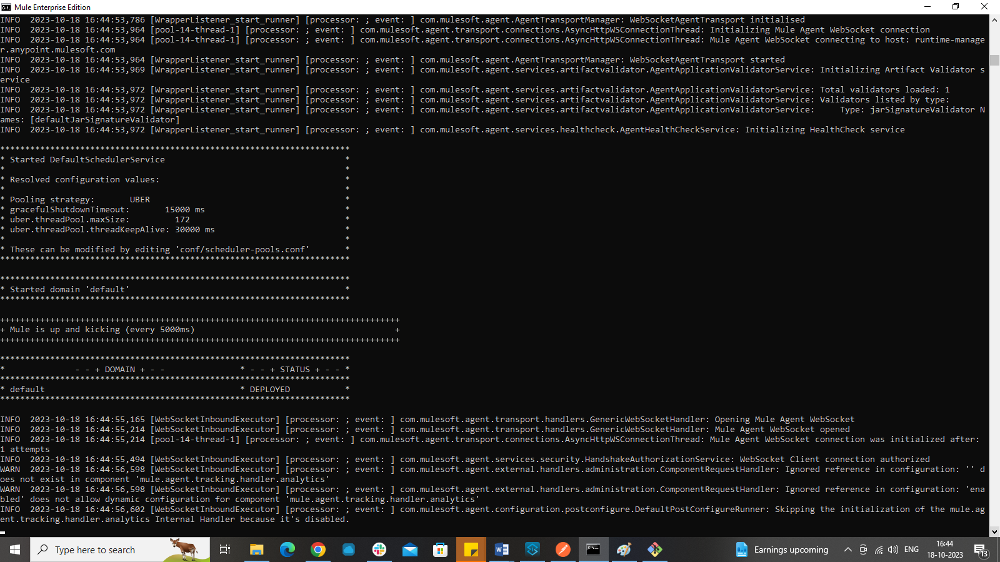 Mule Enterprise Edition
INFO  2023-10-18 16:44:53,786 [WrapperListener_start_runner] [processor: ; event: ] com.mulesoft.agent.AgentTransportManager: WebSocketAgentTransport initialised
INFO  2023-10-18 16:44:53,964 [pool-14-thread-1] [processor: ; event: ] com.mulesoft.agent.transport.connections.AsyncHttpWSConnectionThread: Initializing Mule Agent WebSocket connection
INFO  2023-10-18 16:44:53,964 [pool-14-thread-1] [processor: ; event: ] com.mulesoft.agent.transport.connections.AsyncHttpWSConnectionThread: Mule Agent WebSocket connecting to host: runtime-manage
r.anypoint.mulesoft.com
INFO  2023-10-18 16:44:53,964 [WrapperListener_start_runner] [processor: ; event: ] com.mulesoft.agent.AgentTransportManager: WebSocketAgentTransport started
INFO  2023-10-18 16:44:53,969 [WrapperListener_start_runner] [processor: ; event: ] com.mulesoft.agent.services.artifactvalidator.AgentApplicationValidatorService: Initializing Artifact Validator s
ervice
INFO  2023-10-18 16:44:53,972 [WrapperListener_start_runner] [processor: ; event: ] com.mulesoft.agent.services.artifactvalidator.AgentApplicationValidatorService: Total validators loaded: 1
INFO  2023-10-18 16:44:53,972 [WrapperListener_start_runner] [processor: ; event: ] com.mulesoft.agent.services.artifactvalidator.AgentApplicationValidatorService: Validators listed by type:
INFO  2023-10-18 16:44:53,972 [WrapperListener_start_runner] [processor: ; event: ] com.mulesoft.agent.services.artifactvalidator.AgentApplicationValidatorService:     Type: jarSignatureValidator N
ames: [defaultJarSignatureValidator]
INFO  2023-10-18 16:44:53,972 [WrapperListener_start_runner] [processor: ; event: ] com.mulesoft.agent.services.healthcheck.AgentHealthCheckService: Initializing HealthCheck service
**********************************************************************
* Started DefaultSchedulerService                                    *
*                                                                    *
* Resolved configuration values:                                     *
*                                                                    *
* Pooling strategy:       UBER                                       *
* gracefulShutdownTimeout:       15000 ms                            *
* uber.threadPool.maxSize:         172                               *
* uber.threadPool.threadKeepAlive: 30000 ms                          *
*                                                                    *
* These can be modified by editing 'conf/scheduler-pools.conf'       *
**********************************************************************
**********************************************************************
* Started domain 'default'                                           *
**********************************************************************
++++++++++++++++++++++++++++++++++++++++++++++++++++++++++++++++++++++++++++++++
+ Mule is up and kicking (every 5000ms)                                        +
++++++++++++++++++++++++++++++++++++++++++++++++++++++++++++++++++++++++++++++++
**********************************************************************
*              - - + DOMAIN + - -               * - - + STATUS + - - *
**********************************************************************
* default                                       * DEPLOYED           *
**********************************************************************
INFO  2023-10-18 16:44:55,165 [WebSocketInboundExecutor] [processor: ; event: ] com.mulesoft.agent.transport.handlers.GenericWebSocketHandler: Opening Mule Agent WebSocket
INFO  2023-10-18 16:44:55,214 [WebSocketInboundExecutor] [processor: ; event: ] com.mulesoft.agent.transport.handlers.GenericWebSocketHandler: Mule Agent WebSocket opened
INFO  2023-10-18 16:44:55,214 [pool-14-thread-1] [processor: ; event: ] com.mulesoft.agent.transport.connections.AsyncHttpWSConnectionThread: Mule Agent WebSocket connection was initialized after:
1 attempts
INFO  2023-10-18 16:44:55,494 [WebSocketInboundExecutor] [processor: ; event: ] com.mulesoft.agent.services.security.HandshakeAuthorizationService: WebSocket Client connection authorized
WARN  2023-10-18 16:44:56,598 [WebSocketInboundExecutor] [processor: ; event: ] com.mulesoft.agent.external.handlers.administration.ComponentRequestHandler: Ignored reference in configuration: '' d
oes not exist in component 'mule.agent.tracking.handler.analytics'
WARN  2023-10-18 16:44:56,598 [WebSocketInboundExecutor] [processor: ; event: ] com.mulesoft.agent.external.handlers.administration.ComponentRequestHandler: Ignored reference in configuration: 'ena
bled' does not allow dynamic configuration for component 'mule.agent.tracking.handler.analytics'
INFO  2023-10-18 16:44:56,602 [WebSocketInboundExecutor] [processor: ; event: ] com.mulesoft.agent.configuration.postconfigure.DefaultPostConfigureRunner: Skipping the initialization of the mule.ag
ent.tracking.handler.analytics Internal Handler because it's disabled.
Type here to search
Earnings upcoming
ENG
16:44
18-10-2023
13